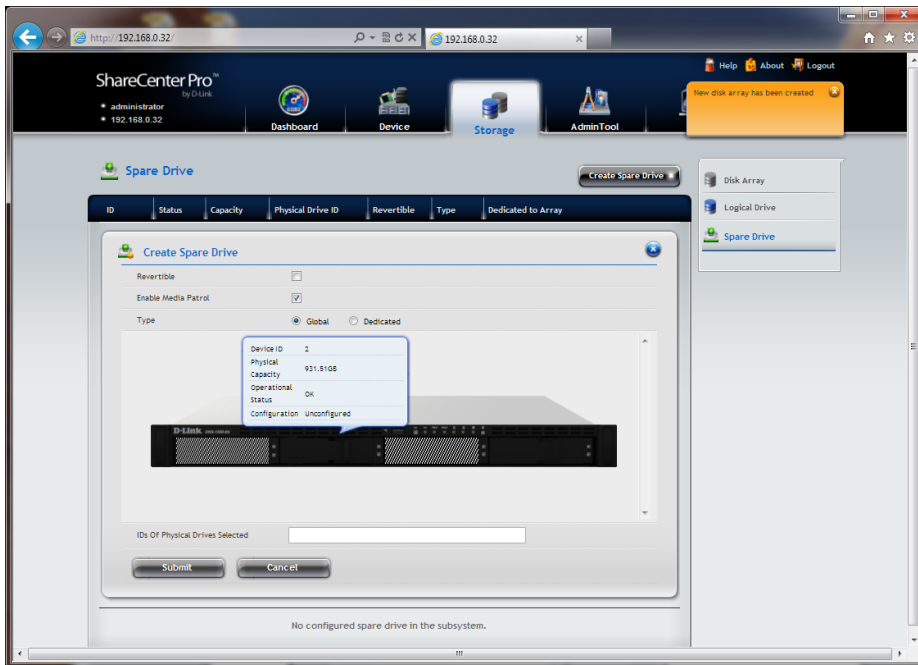 http://192.168.0.32/
192.168.0.32
Help About Logout
ShareCenter Pro™
by D-Link
administrator
192.168.0.32
Dashboard
Device
Storage
AdminTool
New disk array has been created
Spare Drive
Create Spare Drive
Disk Array
Logical Drive
Spare Drive
ID Status Capacity Physical Drive ID Revertible Type Dedicated to Array
Create Spare Drive
Revertible
Enable Media Patrol
Type Global Dedicated
Device ID 2
Physical Capacity 931.51GB
Operational Status OK
Configuration Unconfigured
D-Link
IDs Of Physical Drives Selected
Submit Cancel
No configured spare drive in the subsystem.